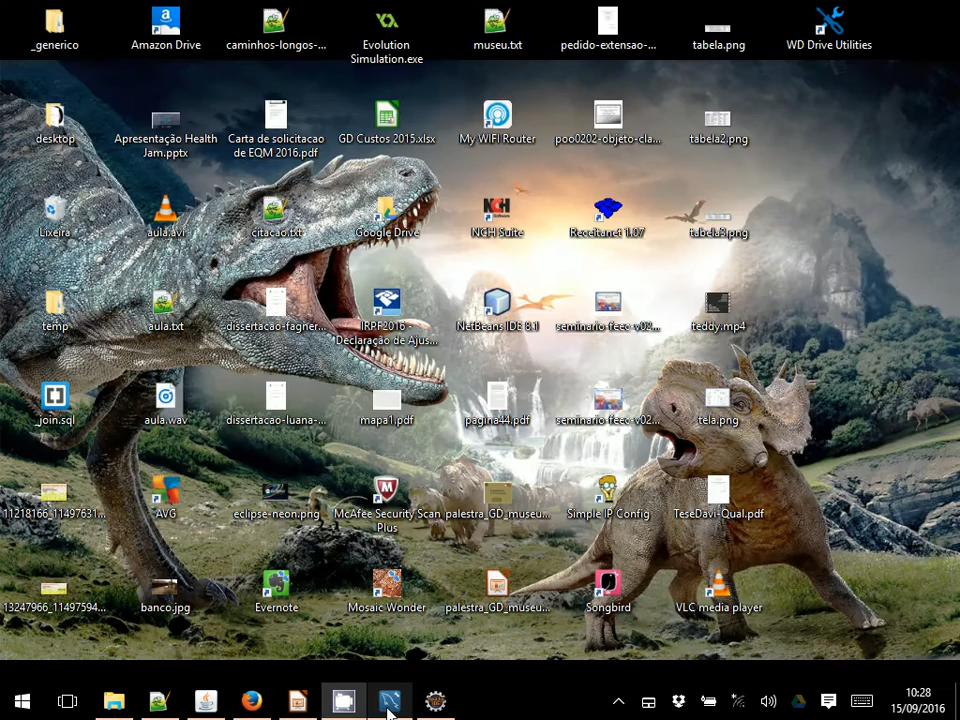 _generico
Amazon Drive
caminhos-longos-...
Evolution
Simulation.exe
museu.txt
pedido-extensao-...
tabela.png
WD Drive Utilities
desktop
Apresentação Health
Jam.pptx
Carta de solicitacao
de EQM 2016.pdf
GD Custos 2015.xlsx
My WIFI Router
poo0202-objeto-cla...
tabela2.png
Lixeira
aula.avi
citacao.txt
Google Drive
NCH
NCH Suite
Receitanet 1.07
tabela3.png
temp
aula.txt
dissertacao-fagner...
IRPF2016 -
Declaração de Ajus...
NetBeans IDE 8.1
seminario-feec-v02...
teddy.mp4
_join.sql
aula.wav
dissertacao-luana-...
mapa1.pdf
pagina44.pdf
seminario-feec-v02...
tela.png
11218166_11497631...
AVG
eclipse-neon.png
McAfee Security Scan
Plus
palestra_GD_museu...
Simple IP Config
TeseDavi-Qual.pdf
13247966_11497594...
banco.jpg
Evernote
Mosaic Wonder
palestra_GD_museu...
Songbird
VLC media player
10:28
15/09/2016